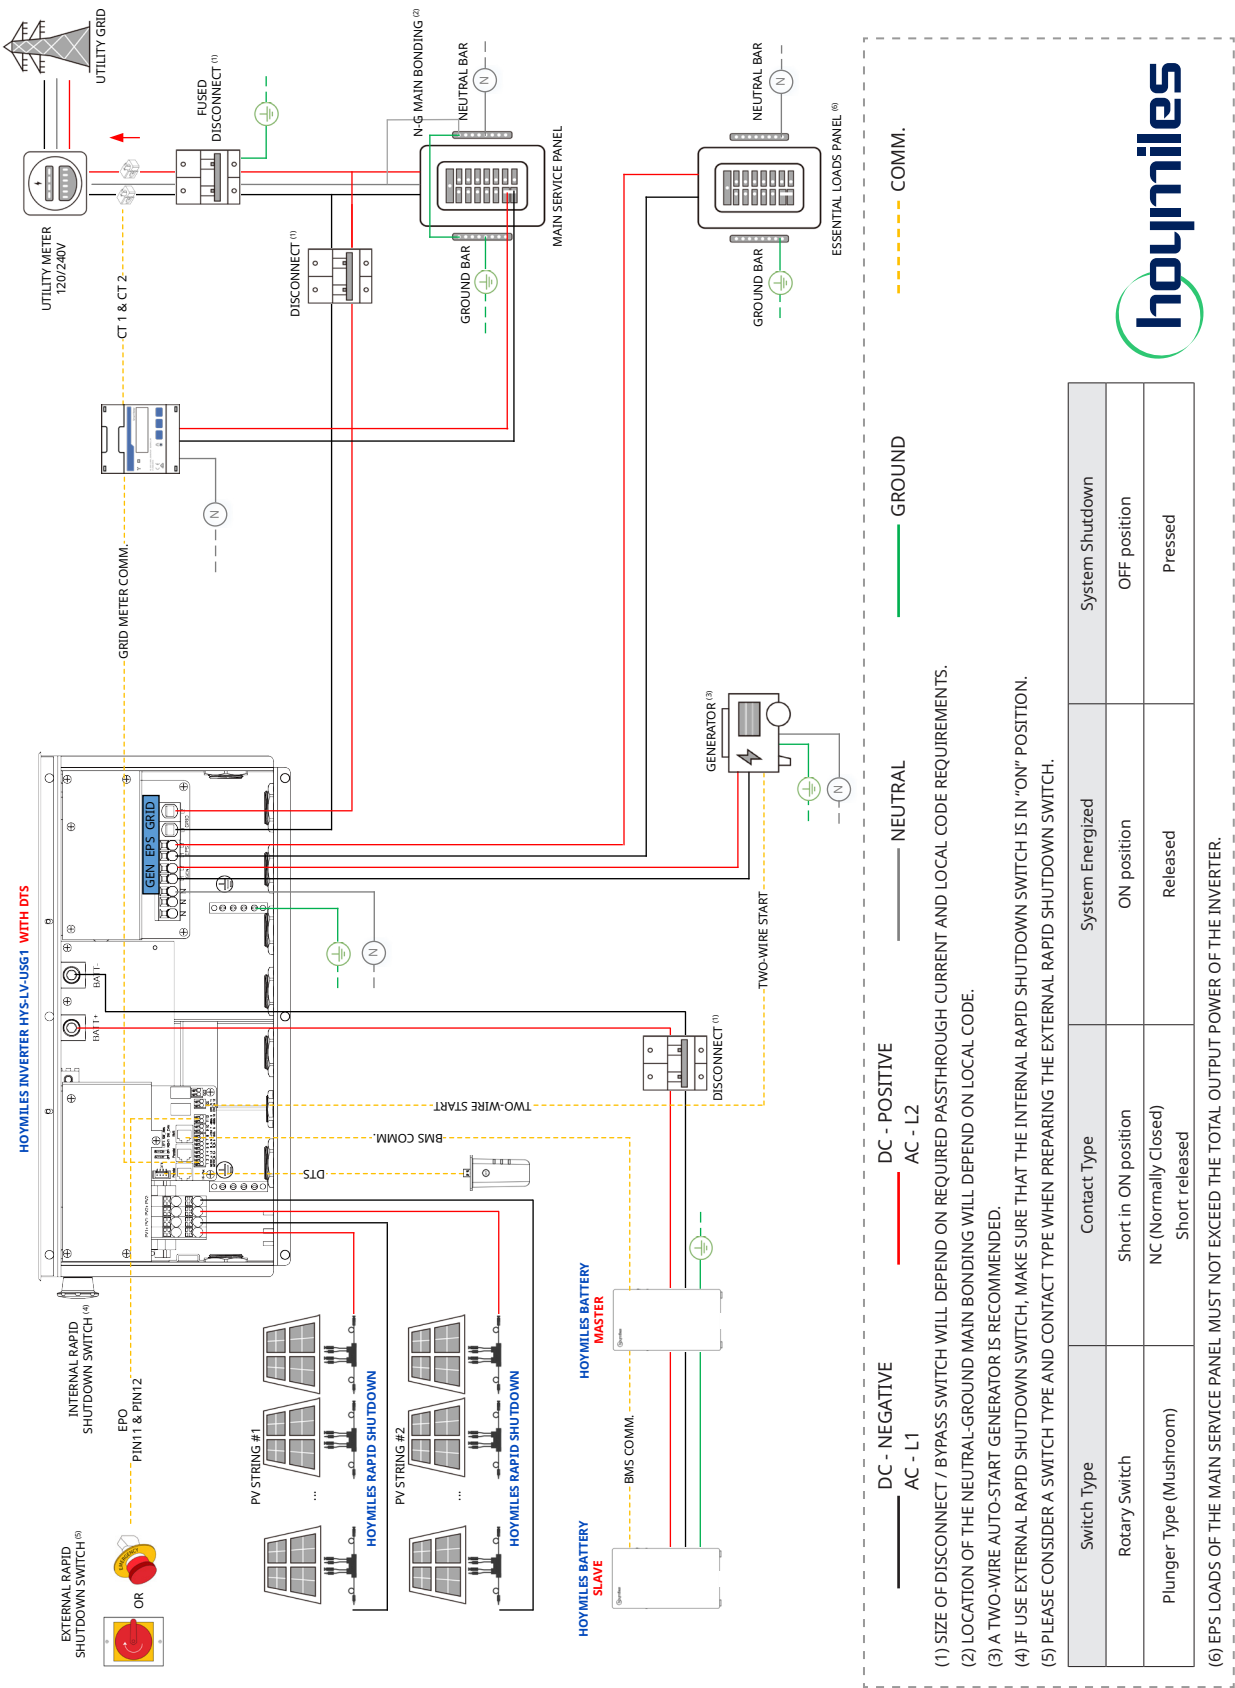 HOYMILES INVERTER HYS-LV-USG1 WITH DTS
EXTERNAL RAPID
SHUTDOWN SWITCH (5)
OR
EMERGENCY
INTERNAL RAPID
SHUTDOWN SWITCH (4)
EPO
PIN11 & PIN12
BATT+
BATT-
GEN EPS GRID
N
N
N
GRID METER COMM.
CT 1 & CT 2
UTILITY METER
120/240V
UTILITY GRID
FUSED
DISCONNECT (1)
DISCONNECT (1)
N-G MAIN BONDING (2)
NEUTRAL BAR
N
GROUND BAR
MAIN SERVICE PANEL
N
NEUTRAL BAR
N
GROUND BAR
ESSENTIAL LOADS PANEL (6)
GENERATOR (3)
N
N
TWO-WIRE START
TWO-WIRE START
BMS COMM.
DTS
DISCONNECT (1)
PV STRING #1
...
HOYMILES RAPID SHUTDOWN
PV STRING #2
...
HOYMILES RAPID SHUTDOWN
HOYMILES BATTERY
MASTER
BMS COMM.
HOYMILES BATTERY
SLAVE
DC - NEGATIVE
AC - L1
DC - POSITIVE
AC - L2
NEUTRAL
GROUND
COMM.
(1) SIZE OF DISCONNECT / BYPASS SWITCH WILL DEPEND ON REQUIRED PASSTHROUGH CURRENT AND LOCAL CODE REQUIREMENTS.
(2) LOCATION OF THE NEUTRAL-GROUND MAIN BONDING WILL DEPEND ON LOCAL CODE.
(3) A TWO-WIRE AUTO-START GENERATOR IS RECOMMENDED.
(4) IF USE EXTERNAL RAPID SHUTDOWN SWITCH, MAKE SURE THAT THE INTERNAL RAPID SHUTDOWN SWITCH IS IN "ON" POSITION.
(5) PLEASE CONSIDER A SWITCH TYPE AND CONTACT TYPE WHEN PREPARING THE EXTERNAL RAPID SHUTDOWN SWITCH.
Switch Type Contact Type System Energized System Shutdown
Rotary Switch Short in ON position ON position OFF position
Plunger Type (Mushroom) NC (Normally Closed) Released Pressed
Short released
(6) EPS LOADS OF THE MAIN SERVICE PANEL MUST NOT EXCEED THE TOTAL OUTPUT POWER OF THE INVERTER.
hoymiles